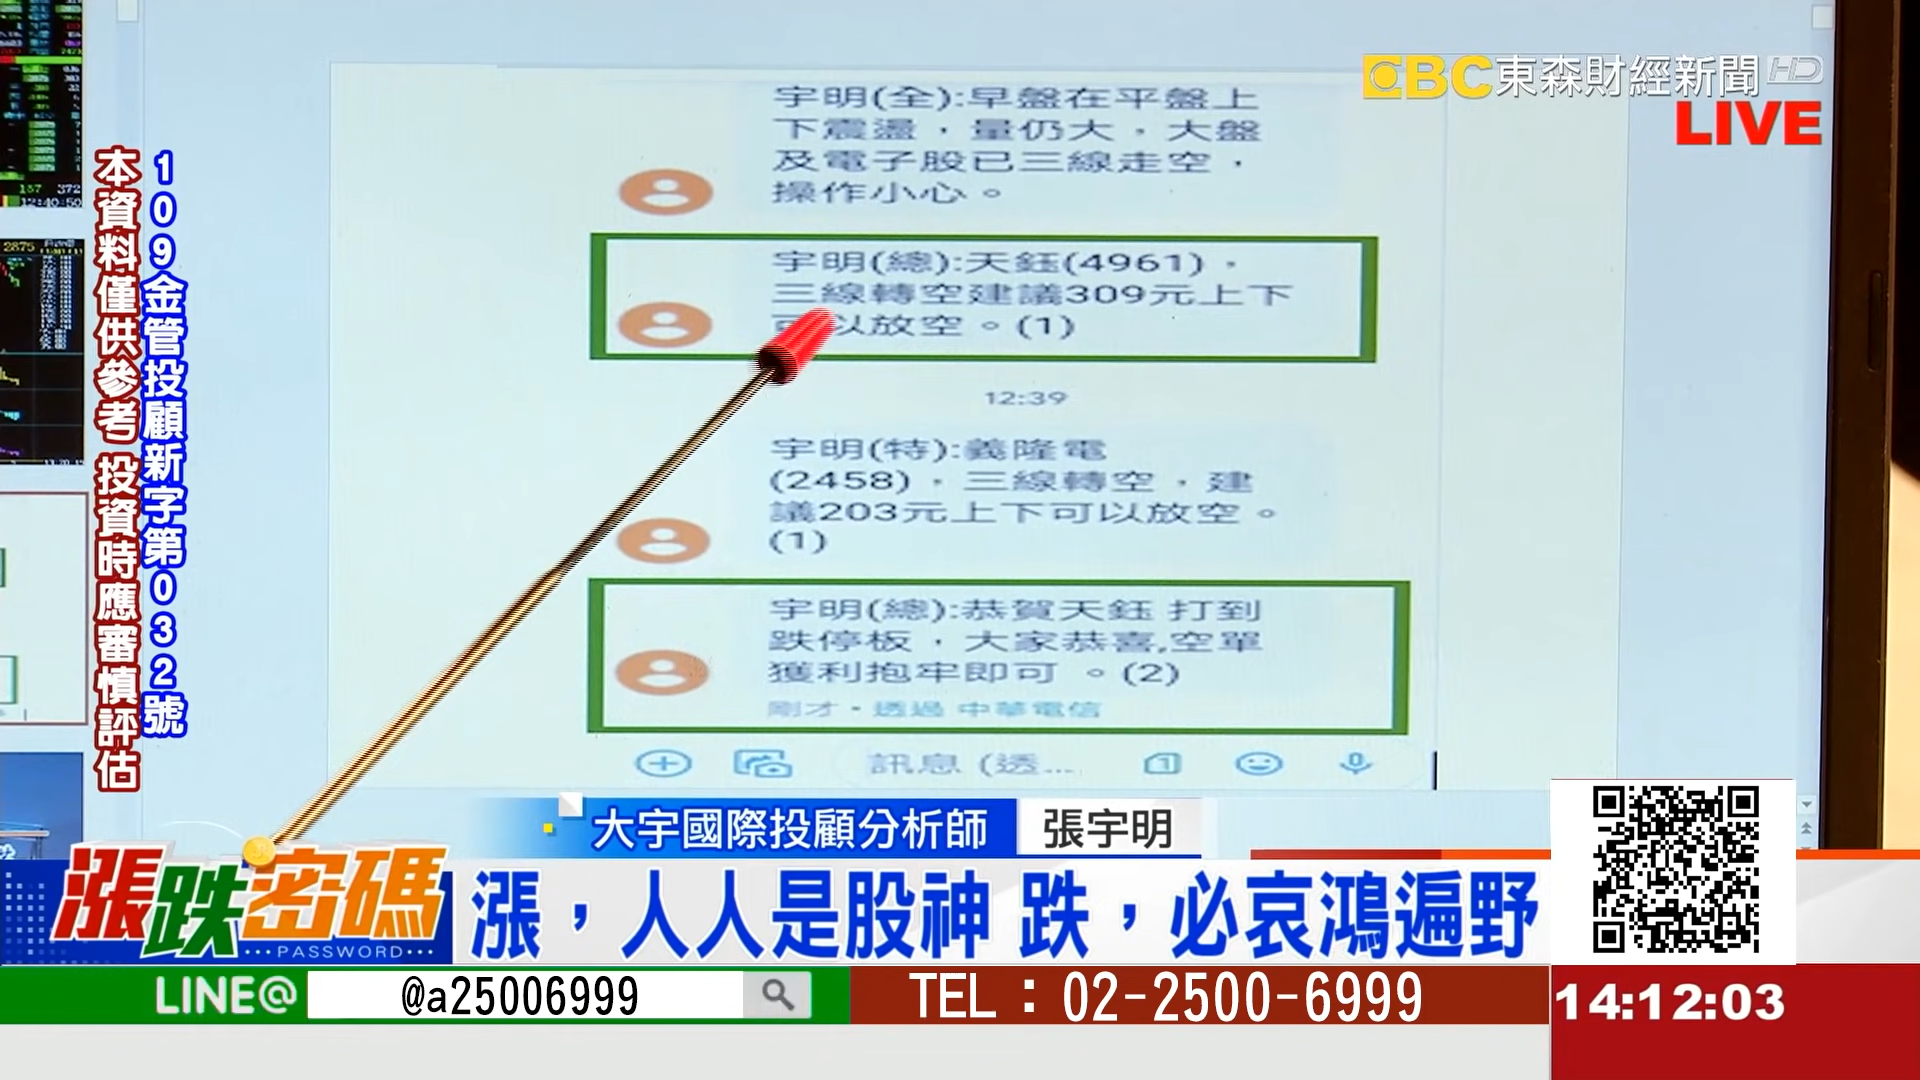 EBC東森財經新聞HD
LIVE
109金管投顧新字第032號
本資料僅供參考 投資時應審慎評估
宇明(全):早盤在平盤上
下震盪，量仍大，大盤
及電子股已三線走空，
操作小心。
宇明(總):天鈺(4961)，
三線轉空建議309元上下
可以放空。(1)
12:39
宇明(特):義隆電
(2458)，三線轉空，建
議203元上下可以放空。
(1)
宇明(總):恭賀天鈺 打到
跌停板，大家恭喜,空單
獲利抱牢即可 。(2)
剛才・透過 中華電信
訊息 (透...
大宇國際投顧分析師 張宇明
漲跌密碼
PASSWORD
漲，人人是股神 跌，必哀鴻遍野
LINE@ @a25006999 TEL：02-2500-6999 14:12:03